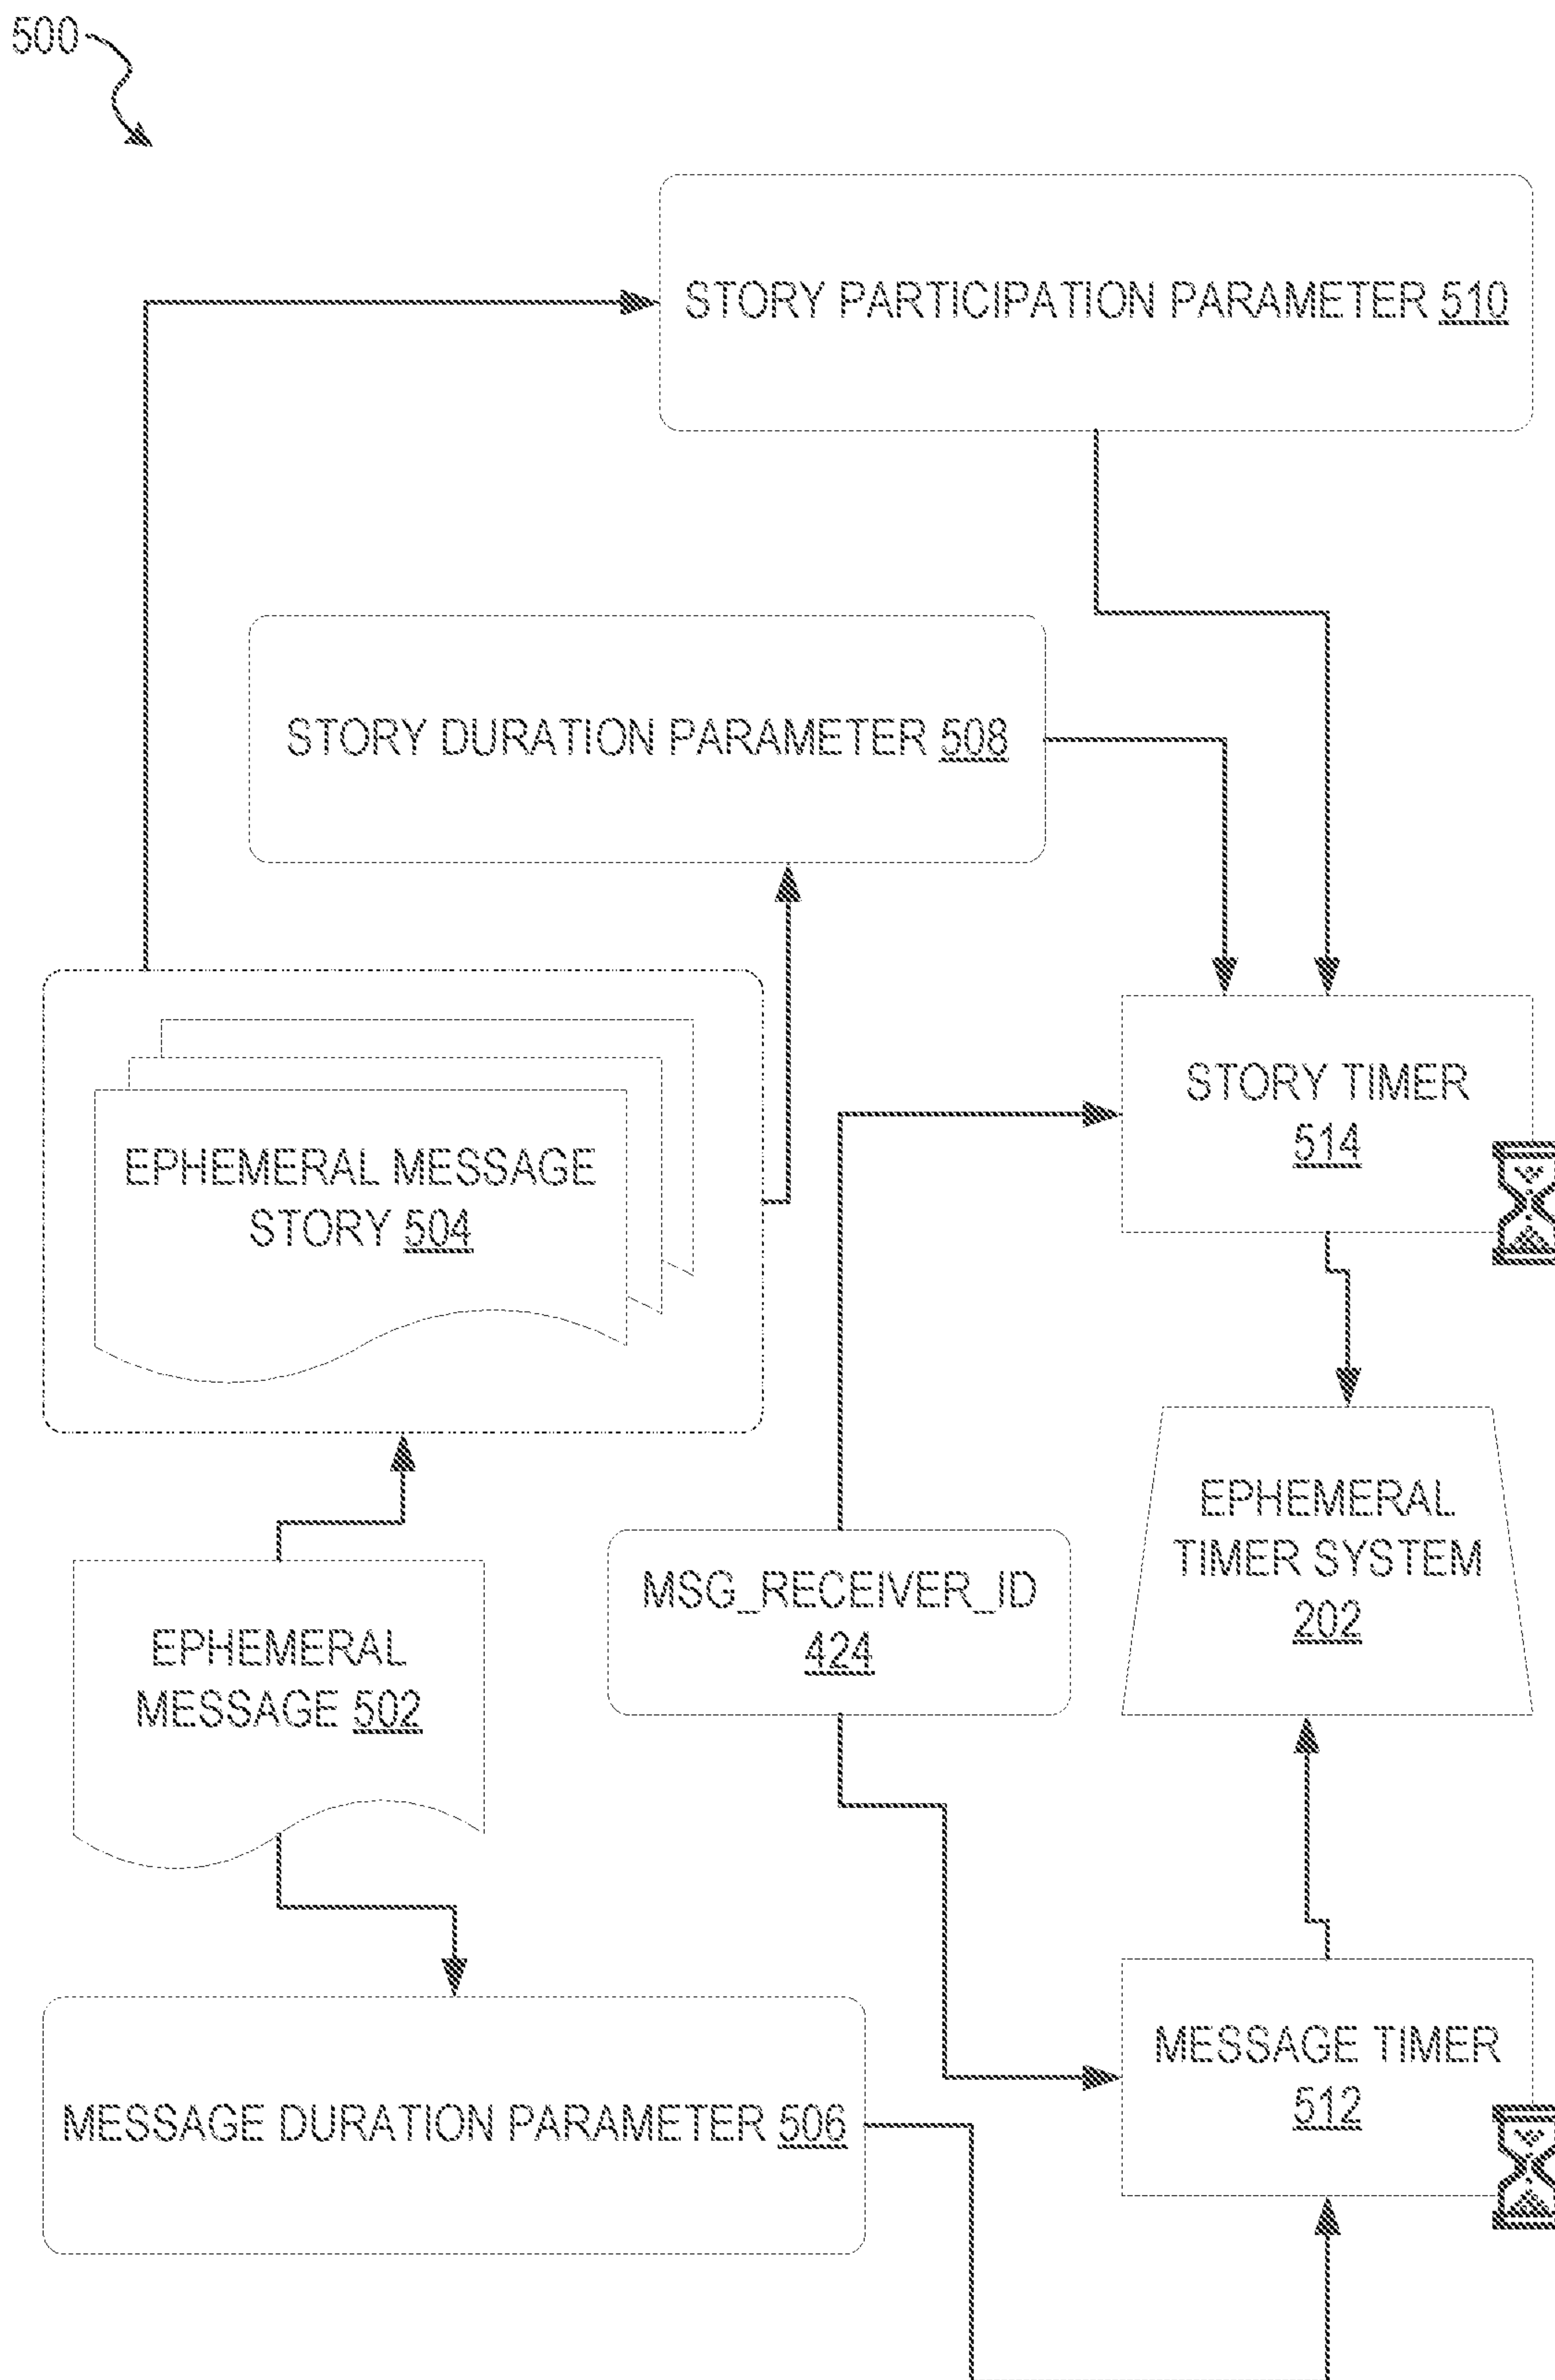 500
STORY PARTICIPATION PARAMETER 510
STORY DURATION PARAMETER 508
STORY TIMER
514
EPHEMERAL MESSAGE
STORY 504
EPHEMERAL
TIMER SYSTEM
202
MSG_RECEIVER_ID
424
EPHEMERAL
MESSAGE 502
MESSAGE TIMER
512
MESSAGE DURATION PARAMETER 506